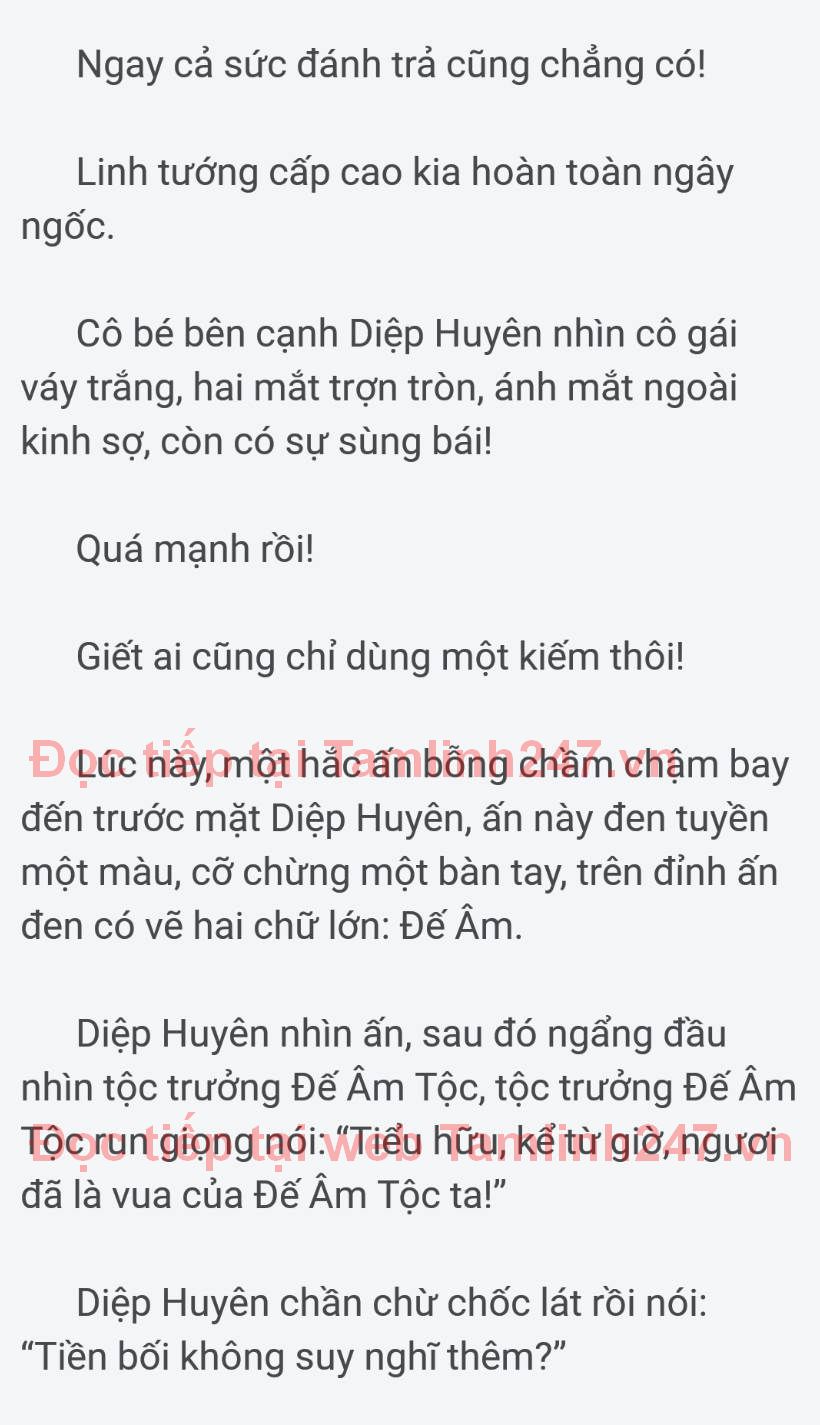 Ngay cả sức đánh trả cũng chẳng có!
Linh tướng cấp cao kia hoàn toàn ngây
ngốc.
Cô bé bên cạnh Diệp Huyên nhìn cô gái
váy trắng, hai mắt trợn tròn, ánh mắt ngoài
kinh sợ, còn có sự sùng bái!
Quá mạnh rồi!
Giết ai cũng chỉ dùng một kiếm thôi!
Đọc tiếp tại Tamlinh247.vn
Lúc này, một hắc ấn bỗng chầm chậm bay
đến trước mặt Diệp Huyên, ấn này đen tuyền
một màu, cỡ chừng một bàn tay, trên đỉnh ấn
đen có vẽ hai chữ lớn: Đế Âm.
Diệp Huyên nhìn ấn, sau đó ngẩng đầu
nhìn tộc trưởng Đế Âm Tộc, tộc trưởng Đế Âm
Tộc run giọng nói: “Tiểu hữu, kể từ giờ, ngươi
Đọc tiếp tại web Tamlinh247.vn
đã là vua của Đế Âm Tộc ta!”
Diệp Huyên chần chừ chốc lát rồi nói:
“Tiền bối không suy nghĩ thêm?”